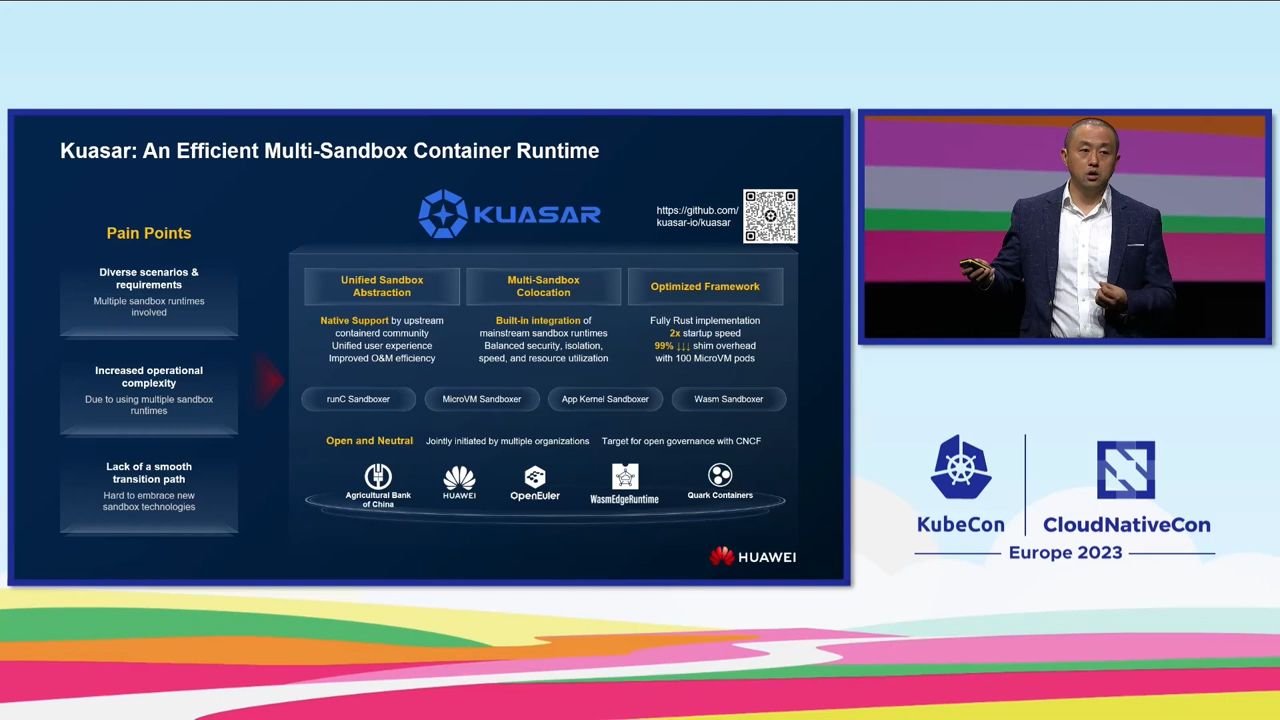 Kuasar: An Efficient Multi-Sandbox Container Runtime
KUASAR
https://github.com/
kuasar-io/kuasar
Pain Points
Diverse scenarios &
requirements
Multiple sandbox runtimes
involved
Increased operational
complexity
Due to using multiple sandbox
runtimes
Lack of a smooth
transition path
Hard to embrace new
sandbox technologies
Unified Sandbox
Abstraction
Native Support by upstream
containerd community
Unified user experience
Improved O&M efficiency
Multi-Sandbox
Colocation
Built-in integration of
mainstream sandbox runtimes
Balanced security, isolation,
speed, and resource utilization
Optimized Framework
Fully Rust implementation
2x startup speed
99% ↓↓↓ shim overhead
with 100 MicroVM pods
runC Sandboxer
MicroVM Sandboxer
App Kernel Sandboxer
Wasm Sandboxer
Open and Neutral
Jointly initiated by multiple organizations
Target for open governance with CNCF
Agricultural Bank
of China
HUAWEI
OpenEuler
WasmEdgeRuntime
Quark Containers
HUAWEI
KubeCon
CloudNativeCon
Europe 2023